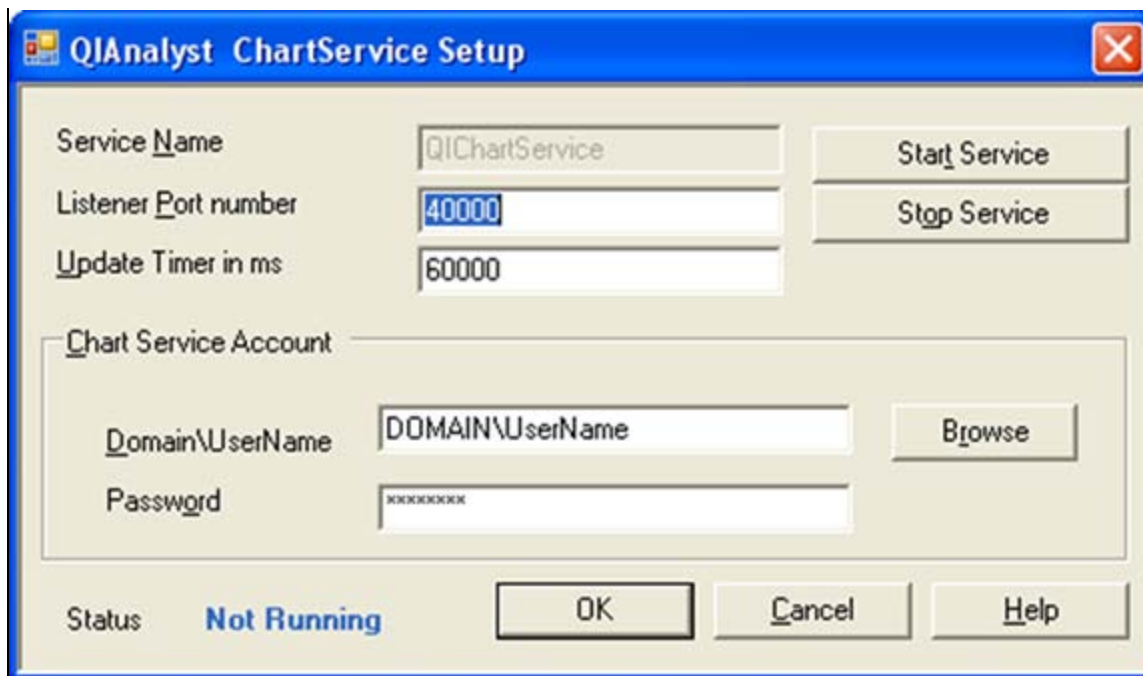 QIAnalyst ChartService Setup
Service Name QIChartService Start Service
Listener Port number 40000 Stop Service
Update Timer in ms 60000
Chart Service Account
Domain\UserName DOMAIN\UserName Browse
Password ××××××××
Status Not Running OK Cancel Help